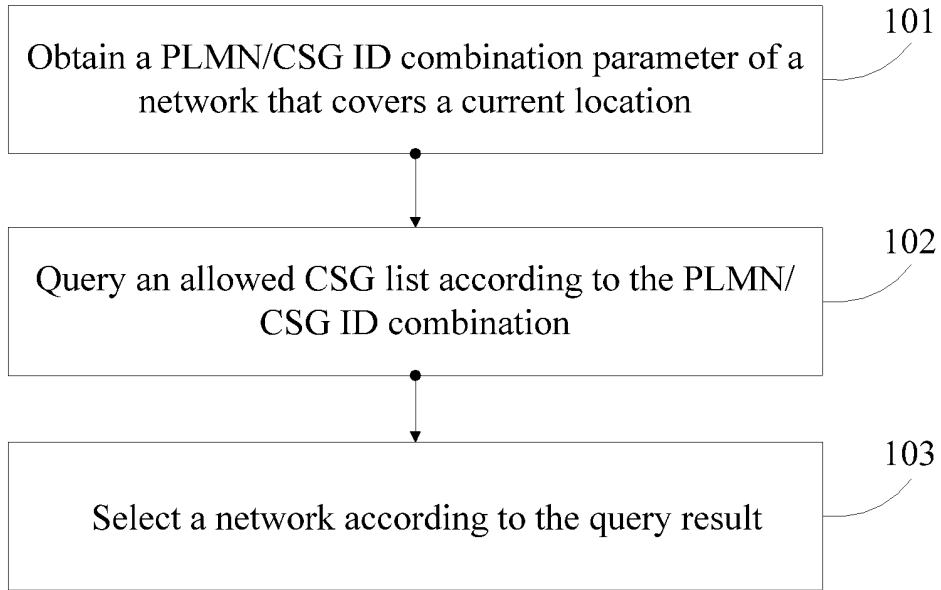 101
Obtain a PLMN/CSG ID combination parameter of a
network that covers a current location
102
Query an allowed CSG list according to the PLMN/
CSG ID combination
103
Select a network according to the query result